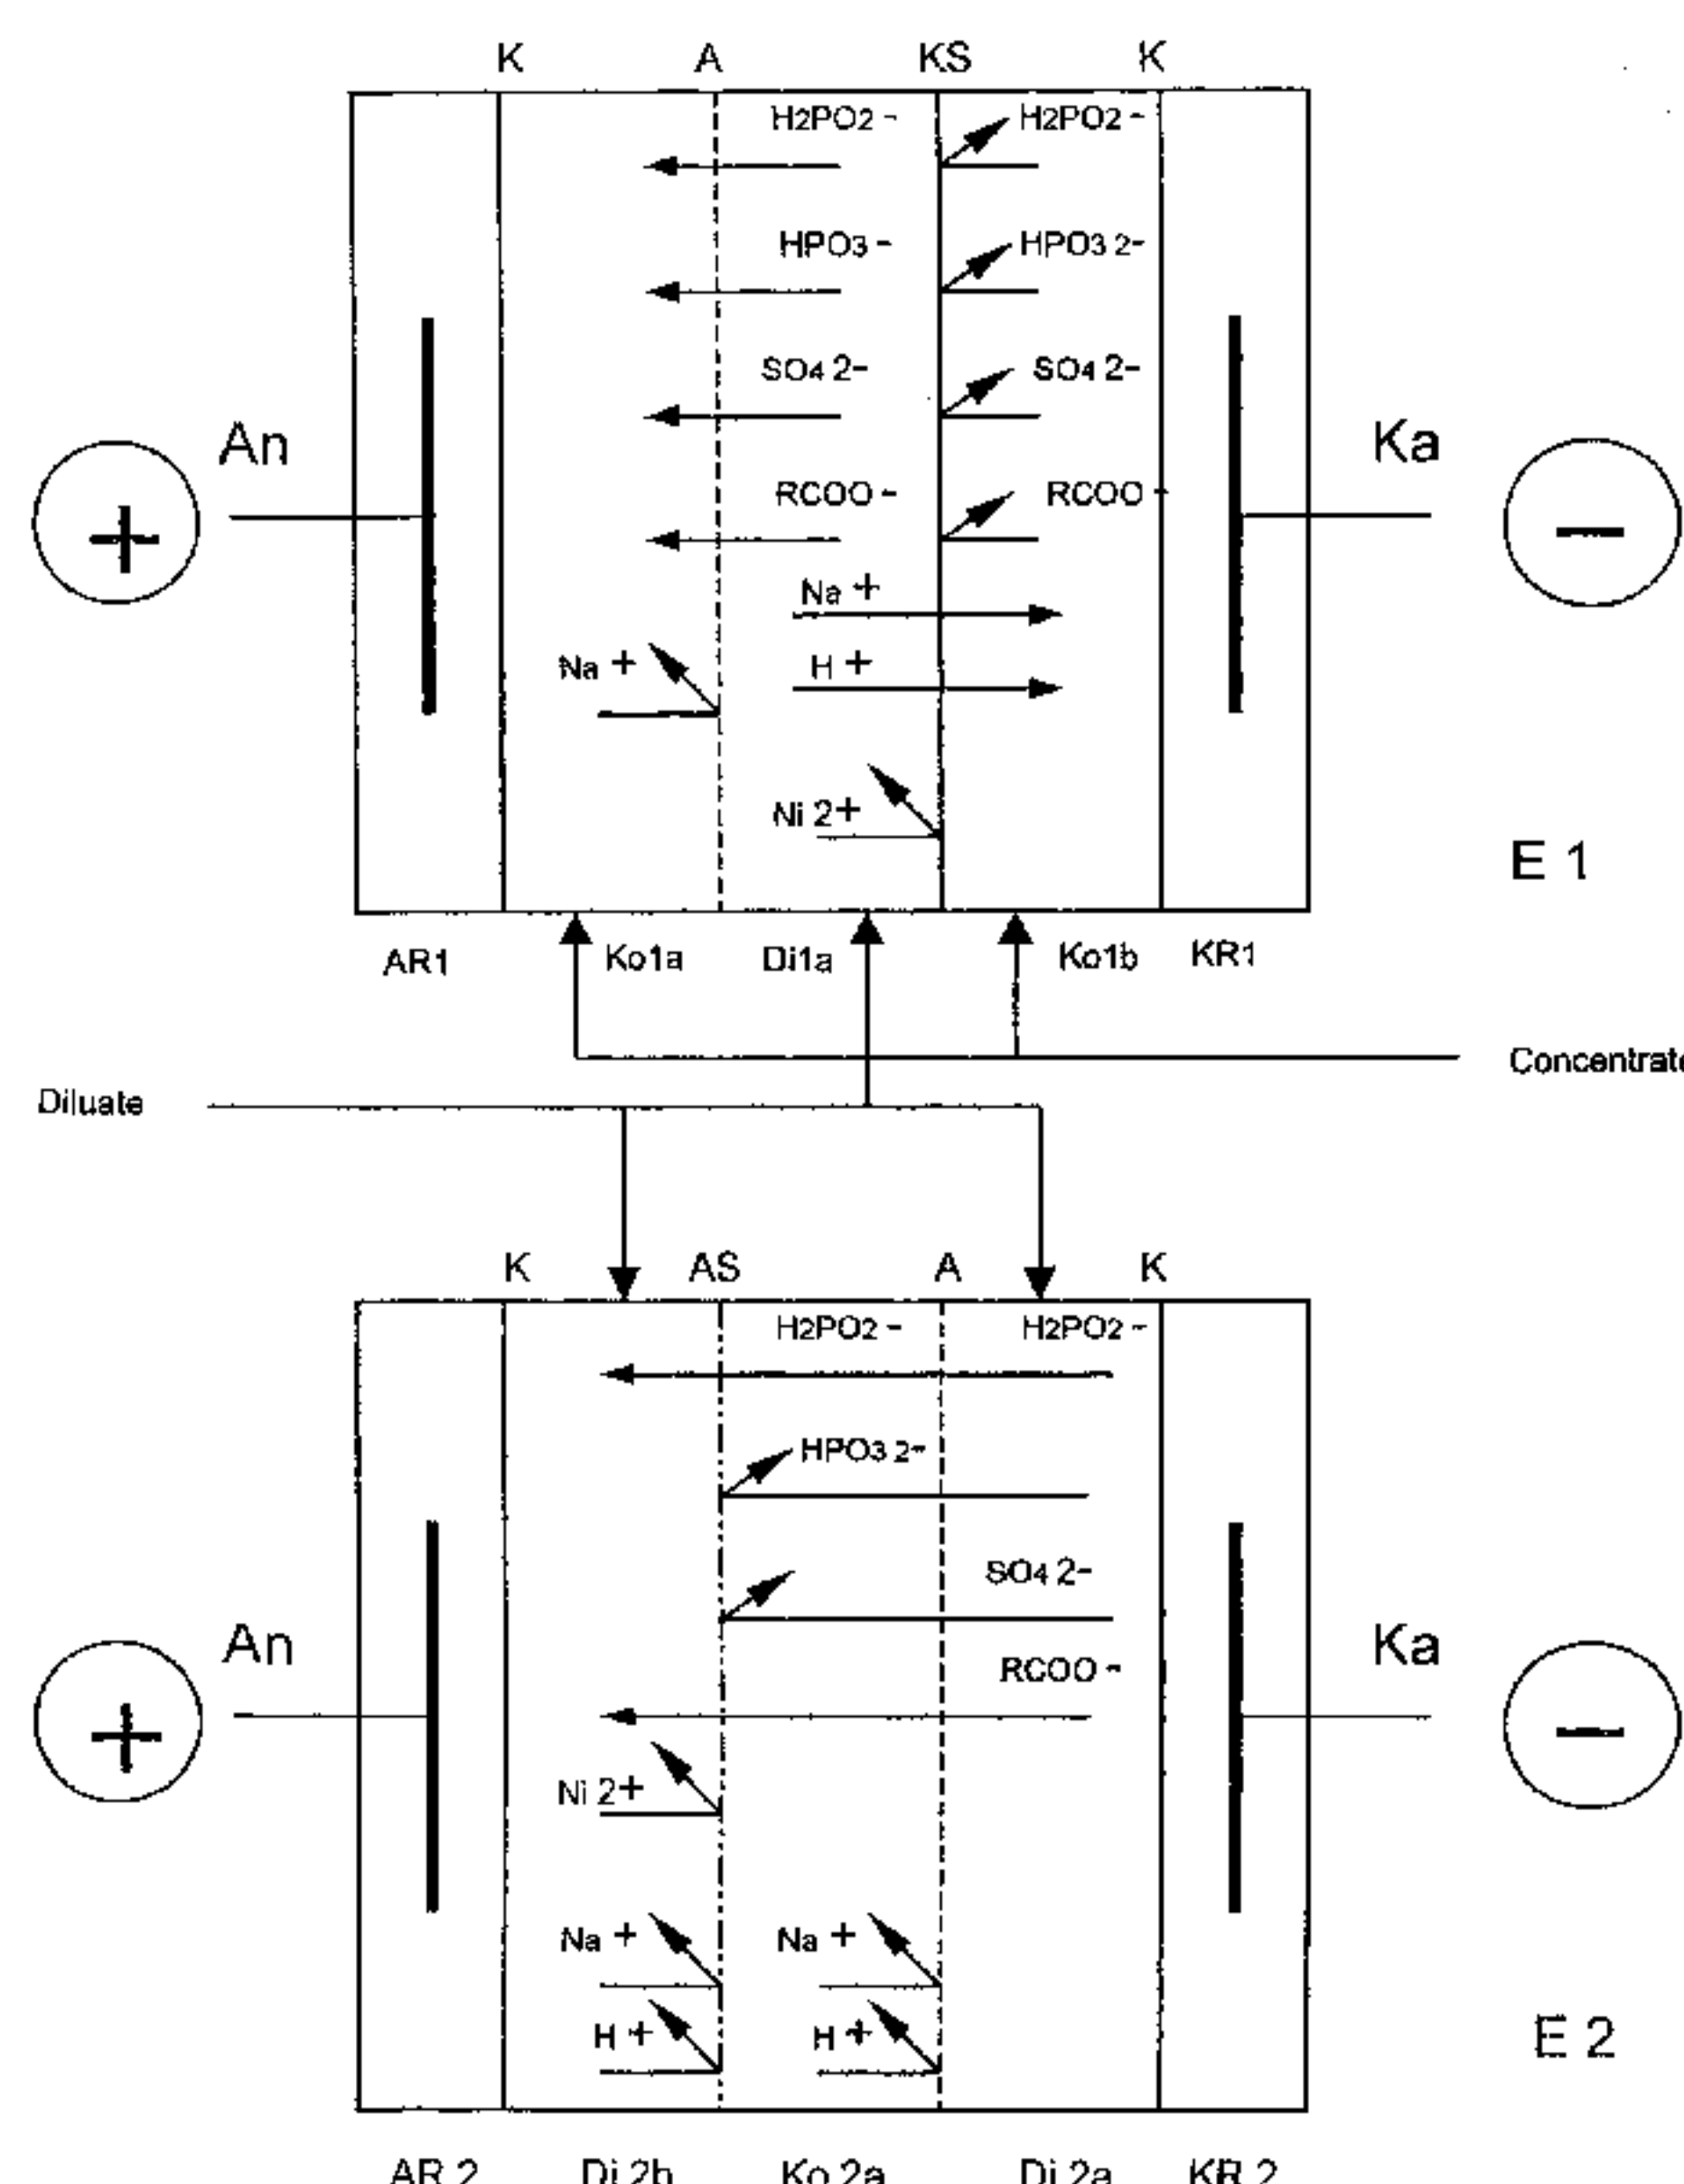 K A KS K
H2PO2 - H2PO2 -
HPO3 - HPO3 2-
SO4 2- SO4 2-
An Ka
RCOO - RCOO -
+ −
Na +
Na + H +
Ni 2+
E 1
AR1 Ko1a Di1a Ko1b KR1
Concentrate
Diluate
K AS A K
H2PO2 - H2PO2 -
HPO3 2-
SO4 2-
An Ka
RCOO -
+ −
Ni 2+
Na + Na +
H + H +
E 2
AR 2 Di 2b Ko 2a Di 2a KR 2